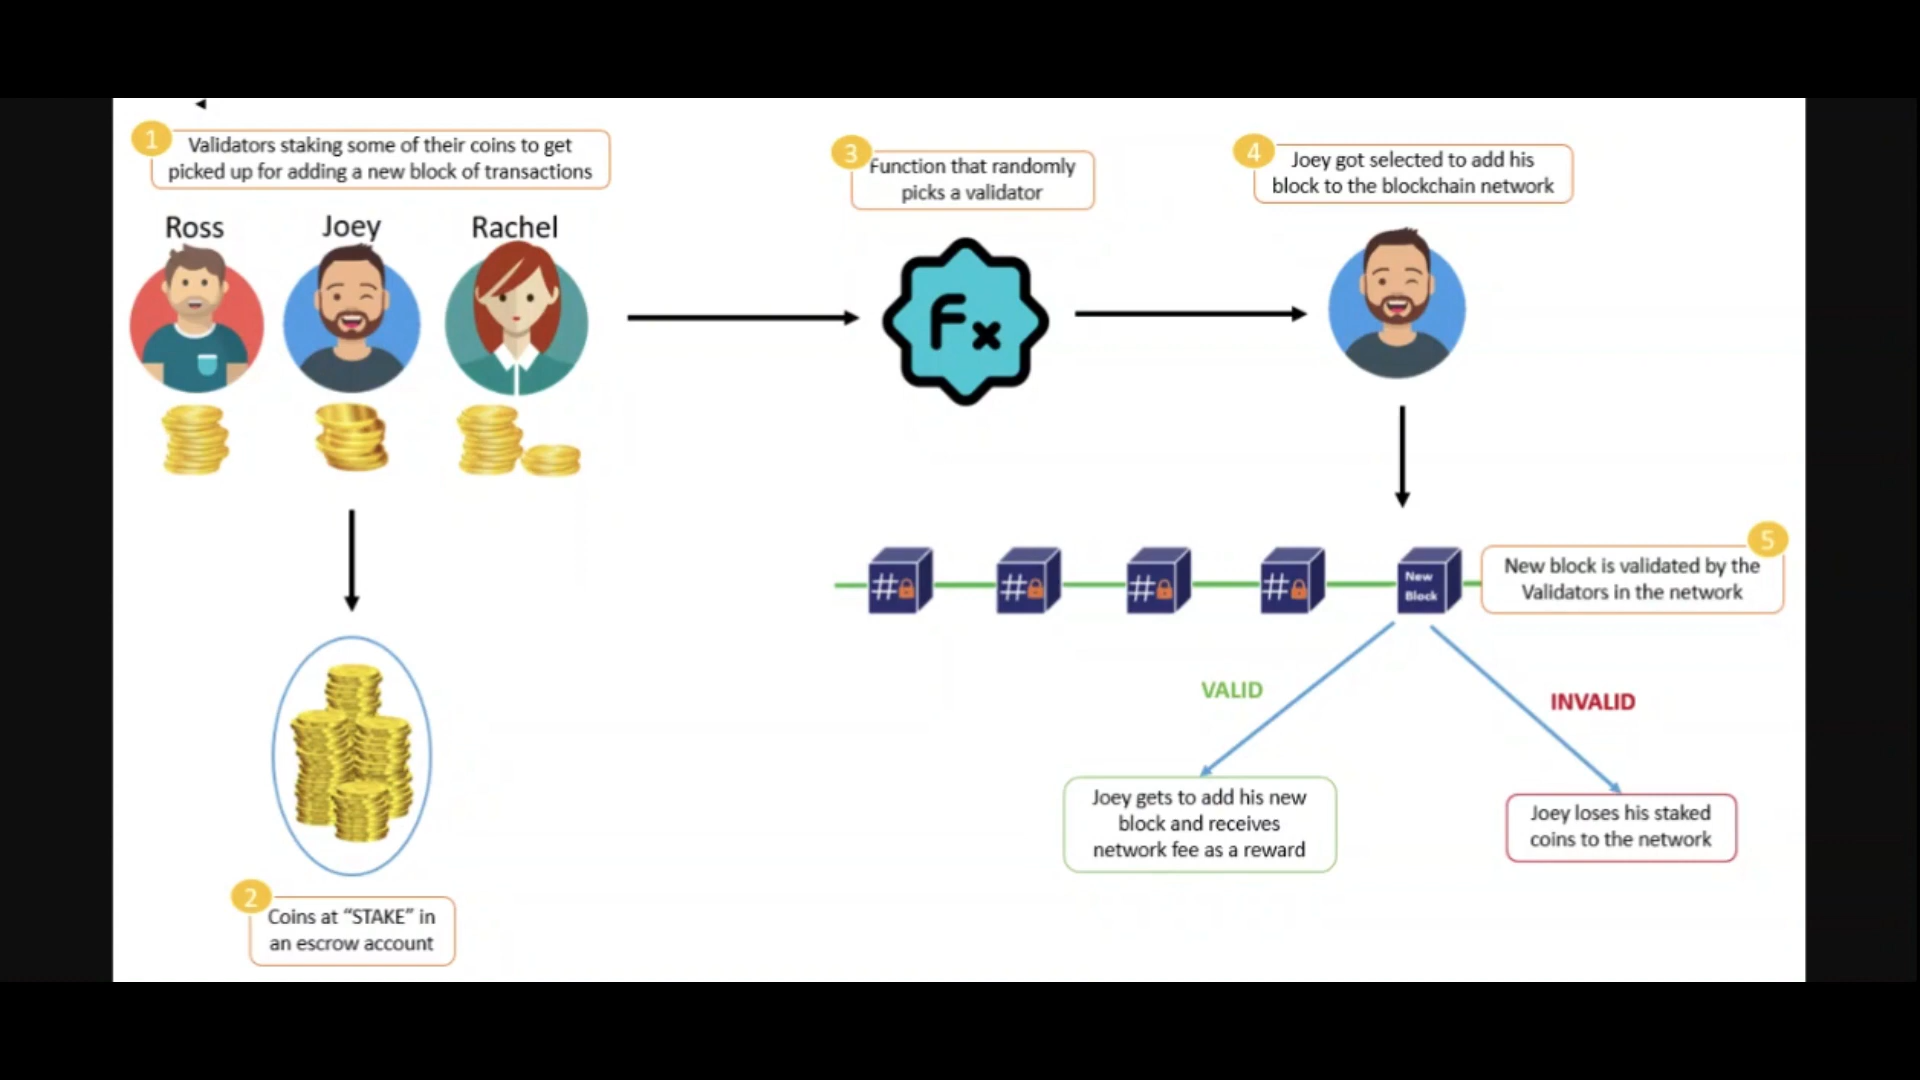 1
Validators staking some of their coins to get
picked up for adding a new block of transactions
Ross
Joey
Rachel
2
Coins at “STAKE” in
an escrow account
3
Function that randomly
picks a validator
Fx
4
Joey got selected to add his
block to the blockchain network
#
#
#
#
New
Block
5
New block is validated by the
Validators in the network
VALID
INVALID
Joey gets to add his new
block and receives
network fee as a reward
Joey loses his staked
coins to the network